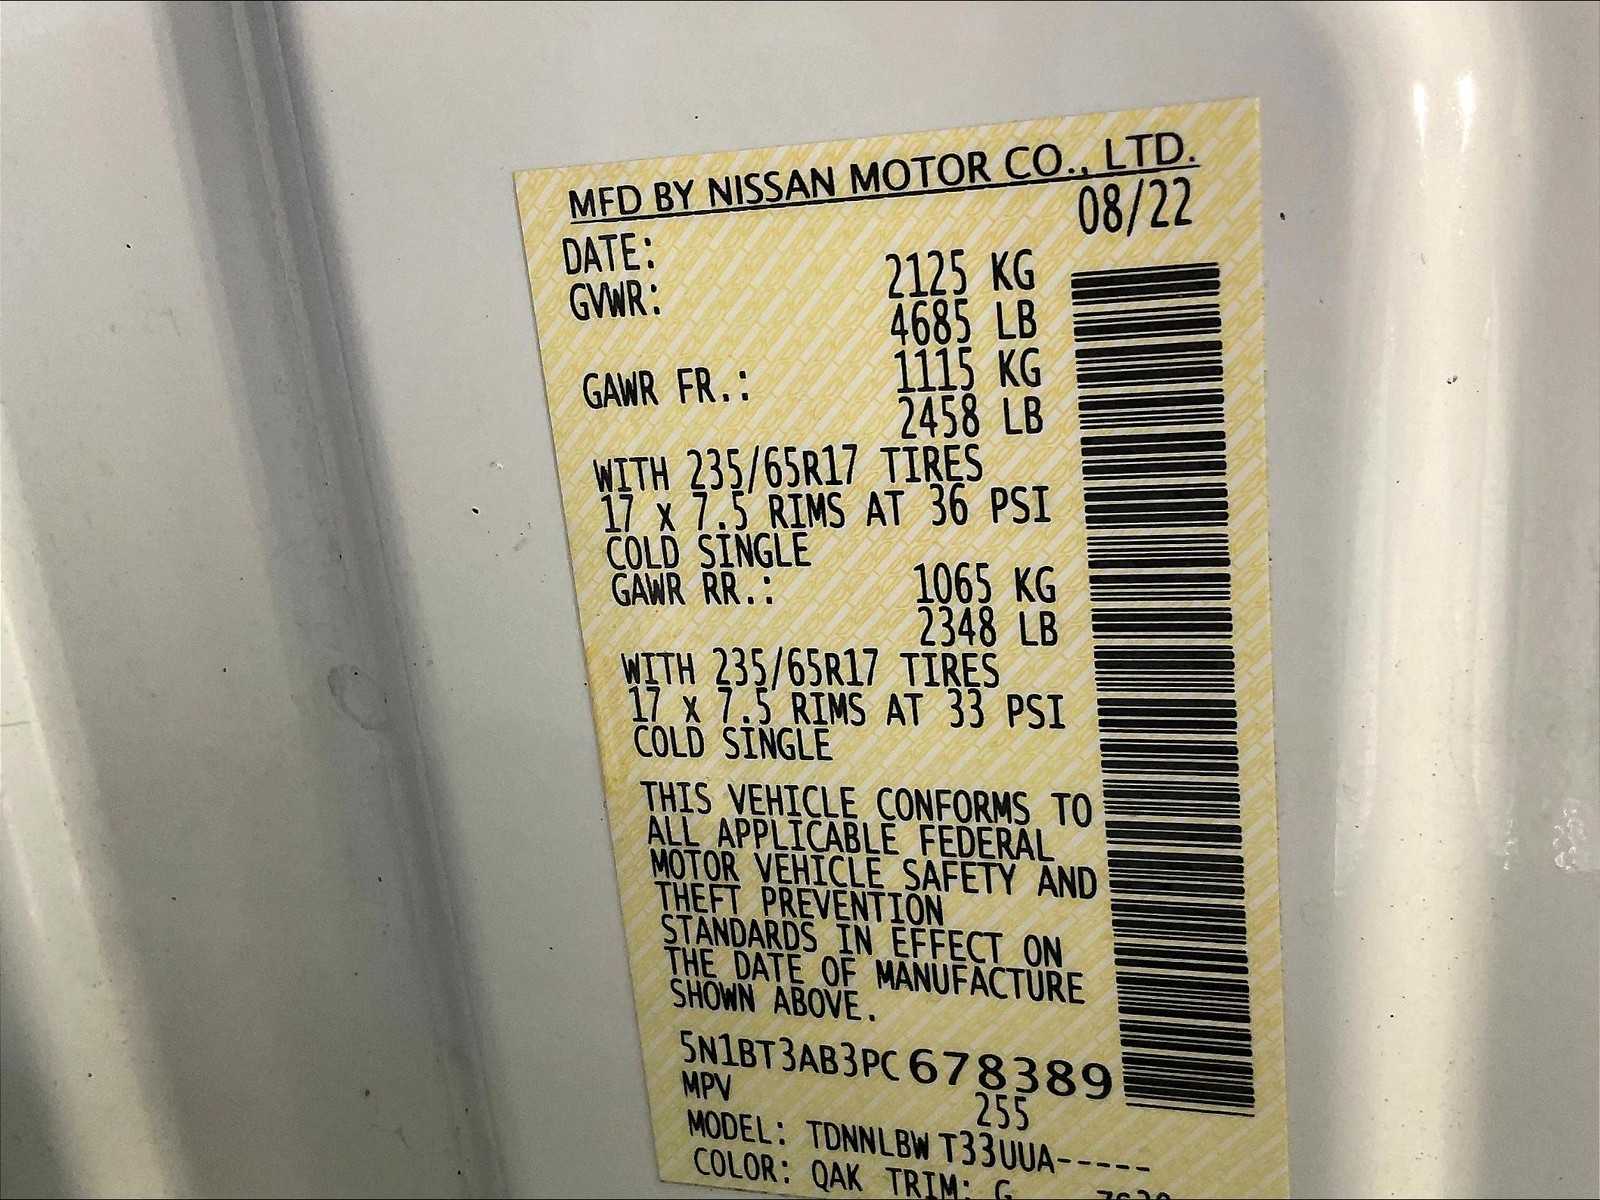 MFD BY NISSAN MOTOR CO., LTD.
DATE: 08/22
GVWR: 2125 KG
4685 LB
GAWR FR.: 1115 KG
2458 LB
WITH 235/65R17 TIRES
17 x 7.5 RIMS AT 36 PSI
COLD SINGLE
GAWR RR.: 1065 KG
2348 LB
WITH 235/65R17 TIRES
17 x 7.5 RIMS AT 33 PSI
COLD SINGLE
THIS VEHICLE CONFORMS TO
ALL APPLICABLE FEDERAL
MOTOR VEHICLE SAFETY AND
THEFT PREVENTION
STANDARDS IN EFFECT ON
THE DATE OF MANUFACTURE
SHOWN ABOVE.
5N1BT3AB3PC678389
MPV 255
MODEL: TDNNLBW T33UUA-----
COLOR: QAK TRIM: G